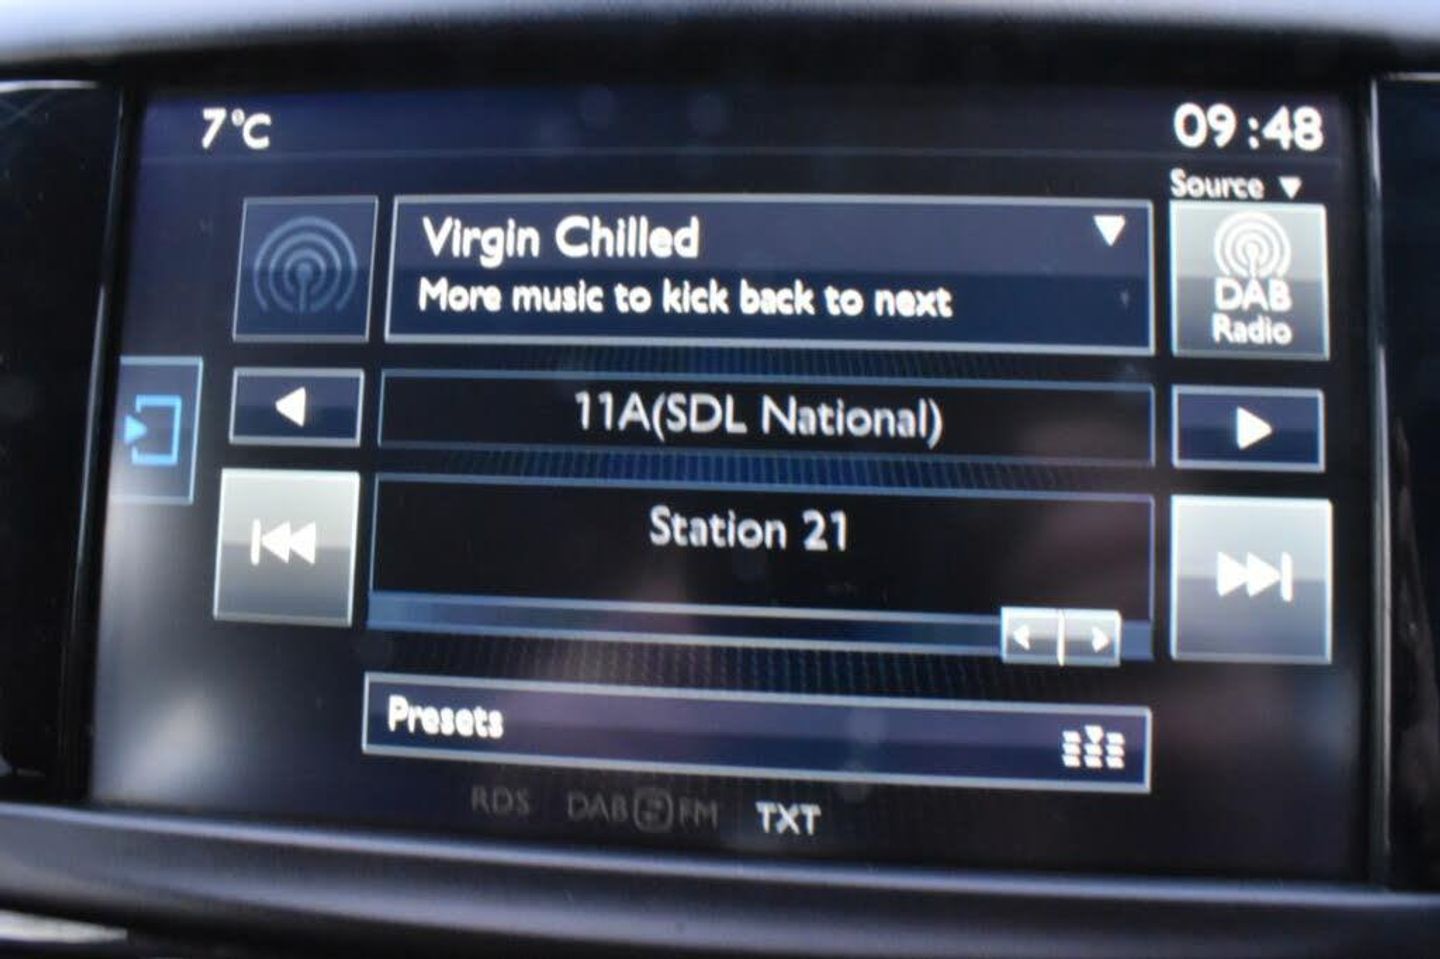 7°C
09:48
Source
Virgin Chilled
More music to kick back to next
DAB
Radio
11A(SDL National)
Station 21
Presets
RDS DAB FM TXT